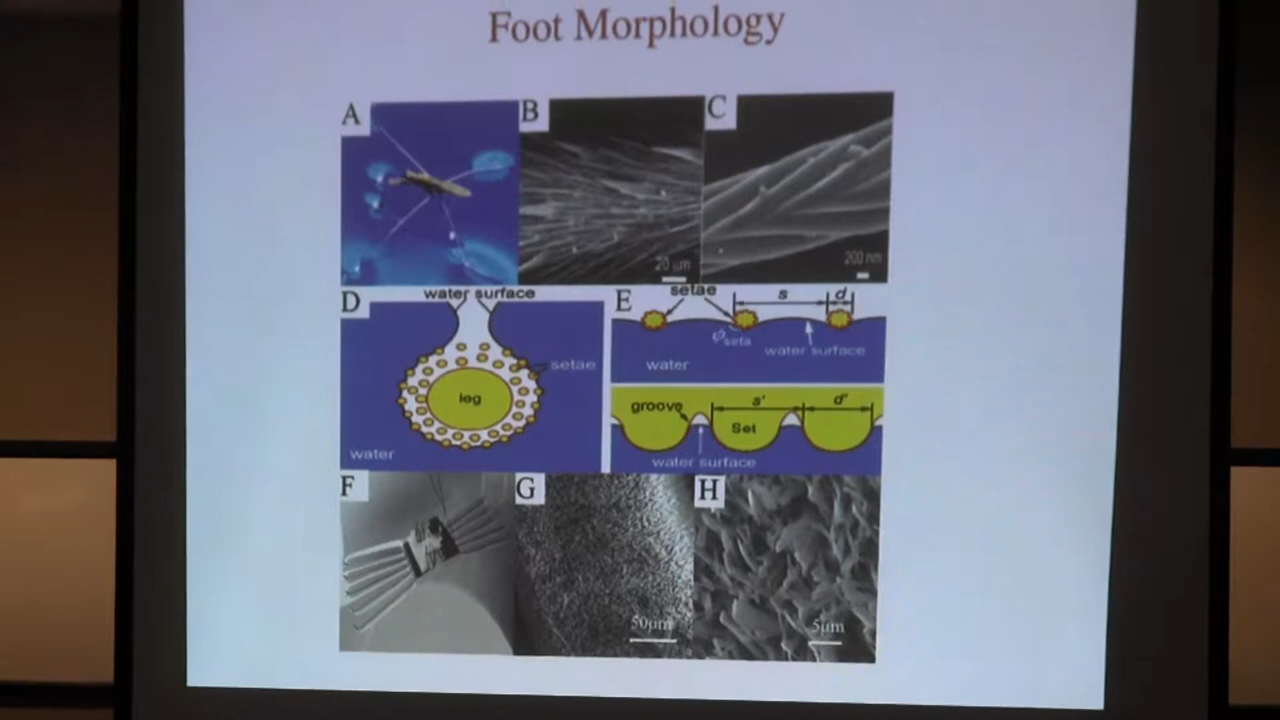 Foot Morphology
A
B
C
20 μm
200 nm
D
water surface
setae
leg
water
E
setae
s
d
φseta
water surface
water
groove
s'
d'
Set
water surface
F
G
H
50μm
5μm